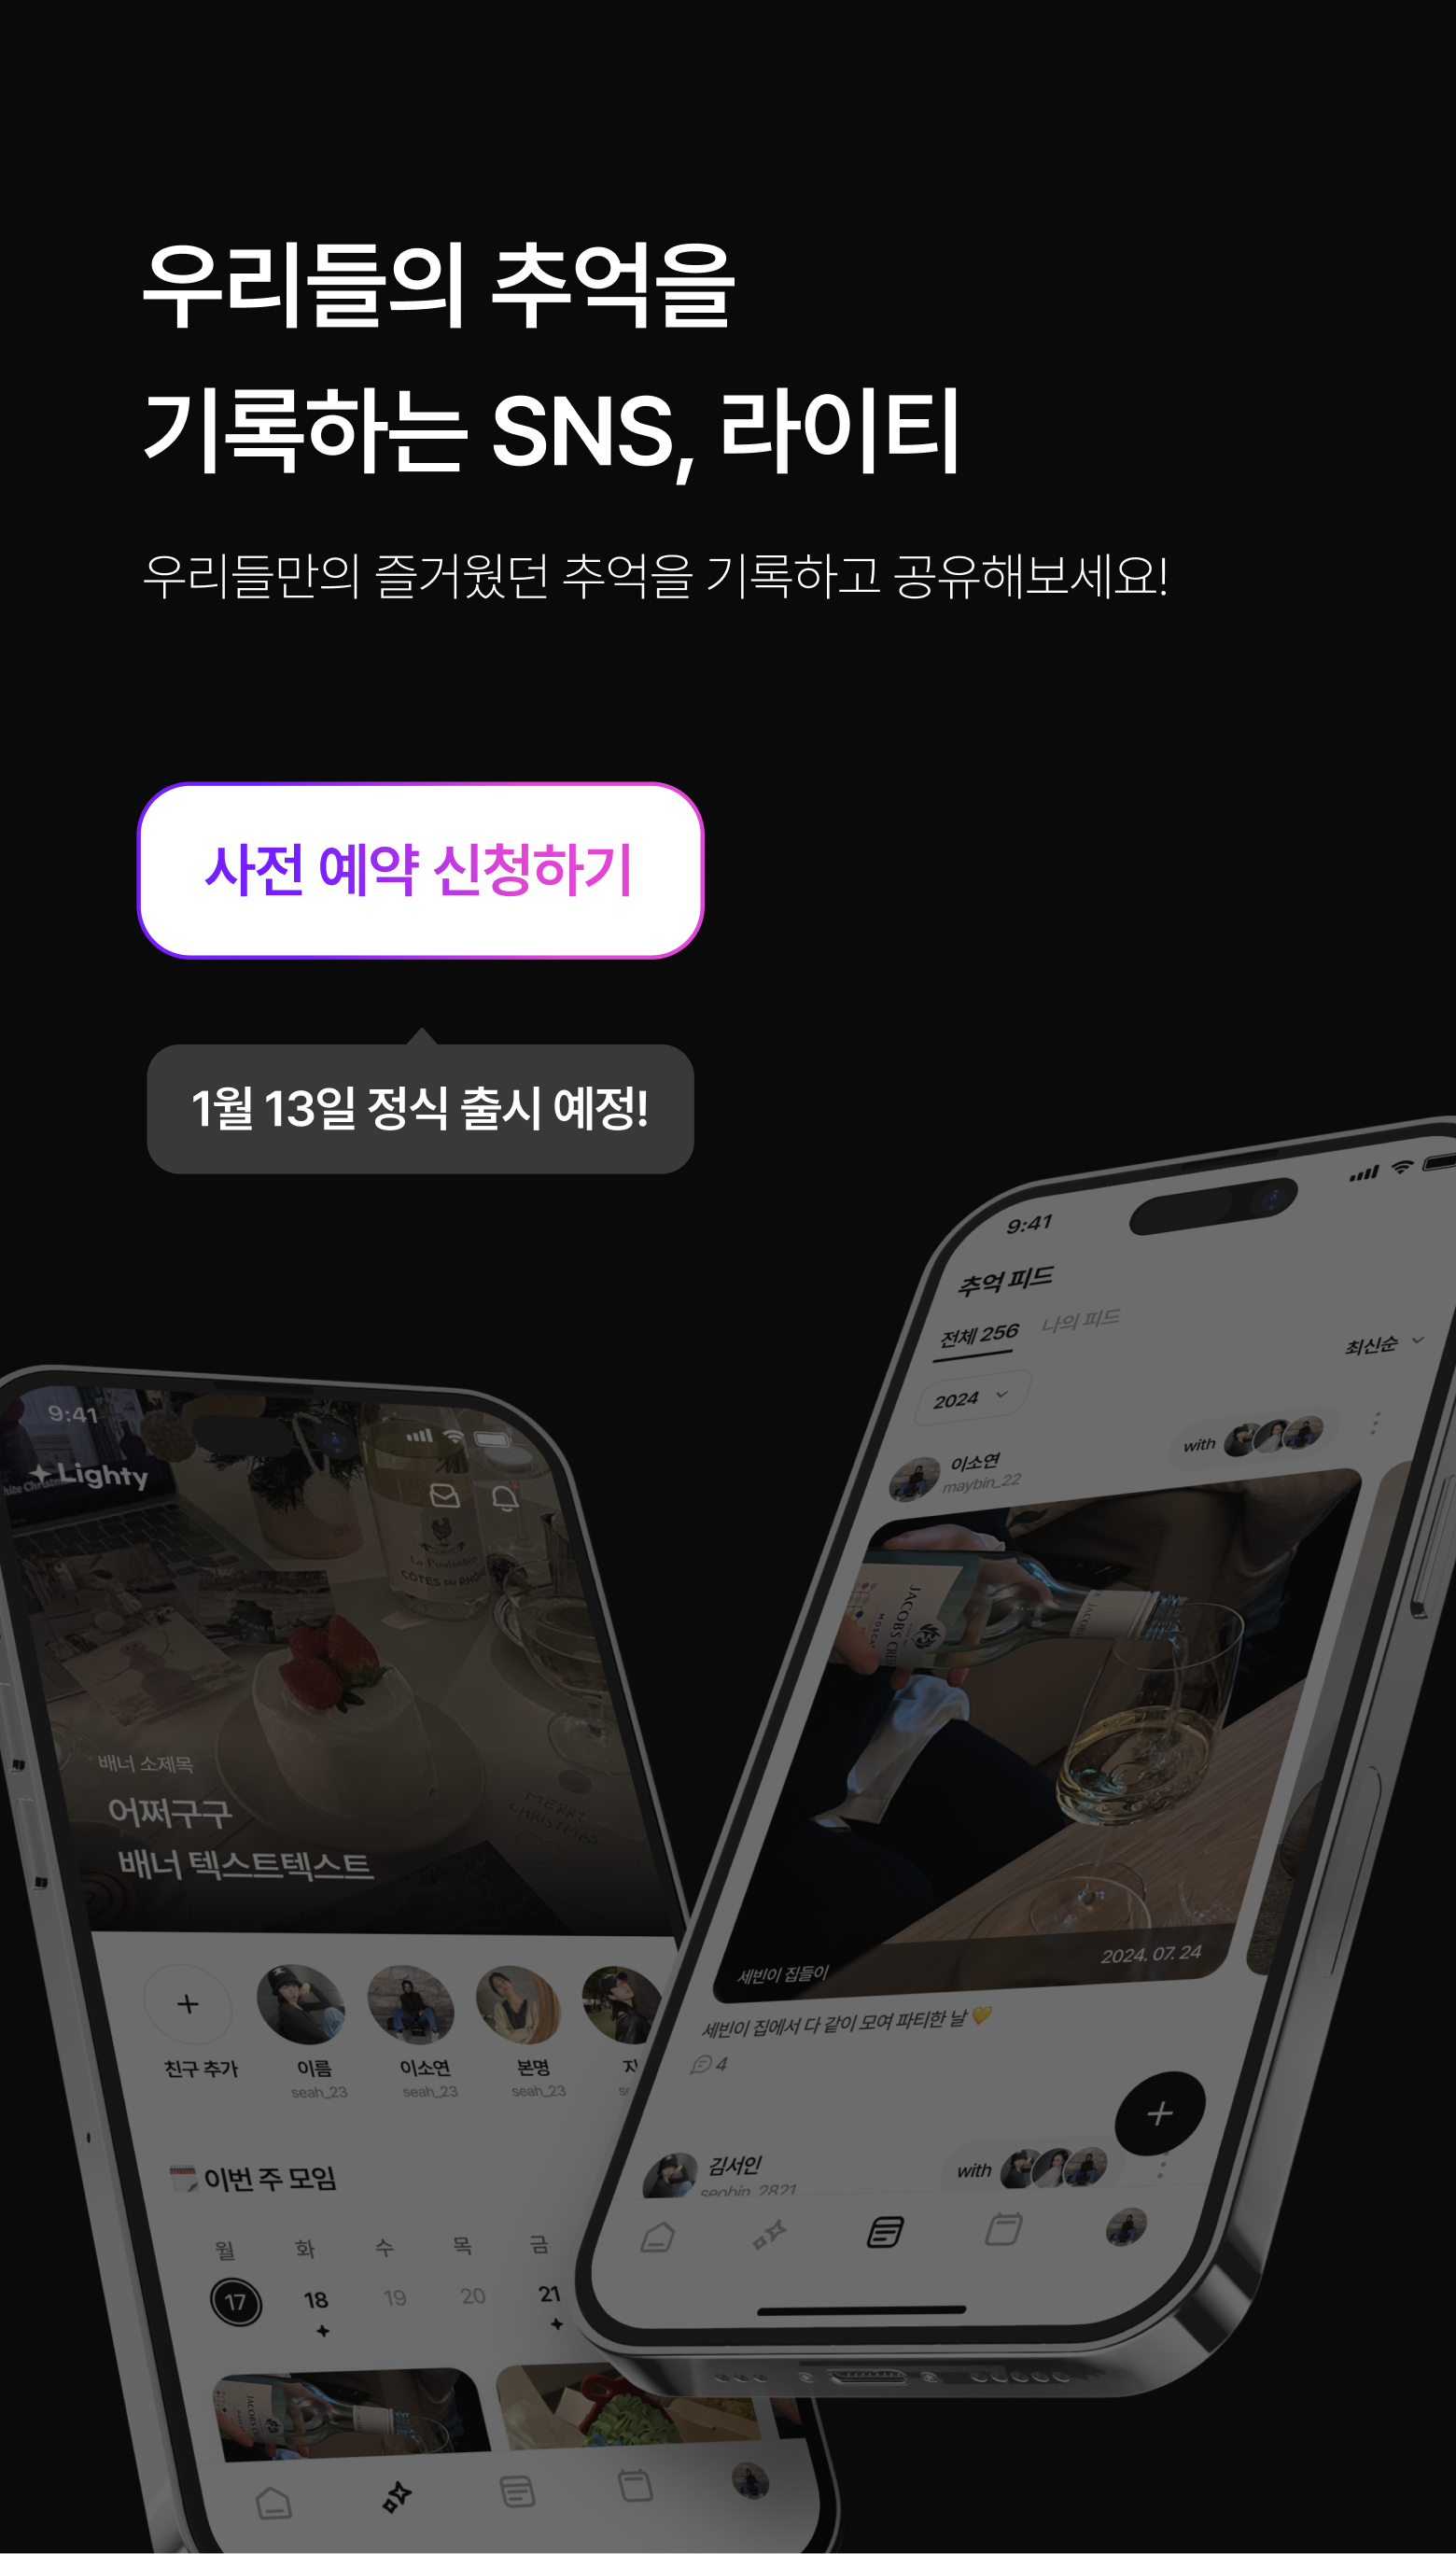 우리들의 추억을
기록하는 SNS, 라이티
우리들만의 즐거웠던 추억을 기록하고 공유해보세요!
사전 예약 신청하기
1월 13일 정식 출시 예정!
9:41
추억 피드
전체 256 나의 피드
최신순
2024
이소연
maybin_22
with
JACOBS CREEK
세빈이 집들이
2024. 07. 24
세빈이 집에서 다 같이 모여 파티한 날 💛
4
김서인
seobin_2821
with
9:41
Lighty
CÔTES DU RHÔNE
MERRY
CHRISTMAS
배너 소제목
어쩌구구
배너 텍스트텍스트
친구 추가 이름 이소연 본명
seah_23 seah_23 seah_23
이번 주 모임
월 화 수 목 금
17 18 19 20 21